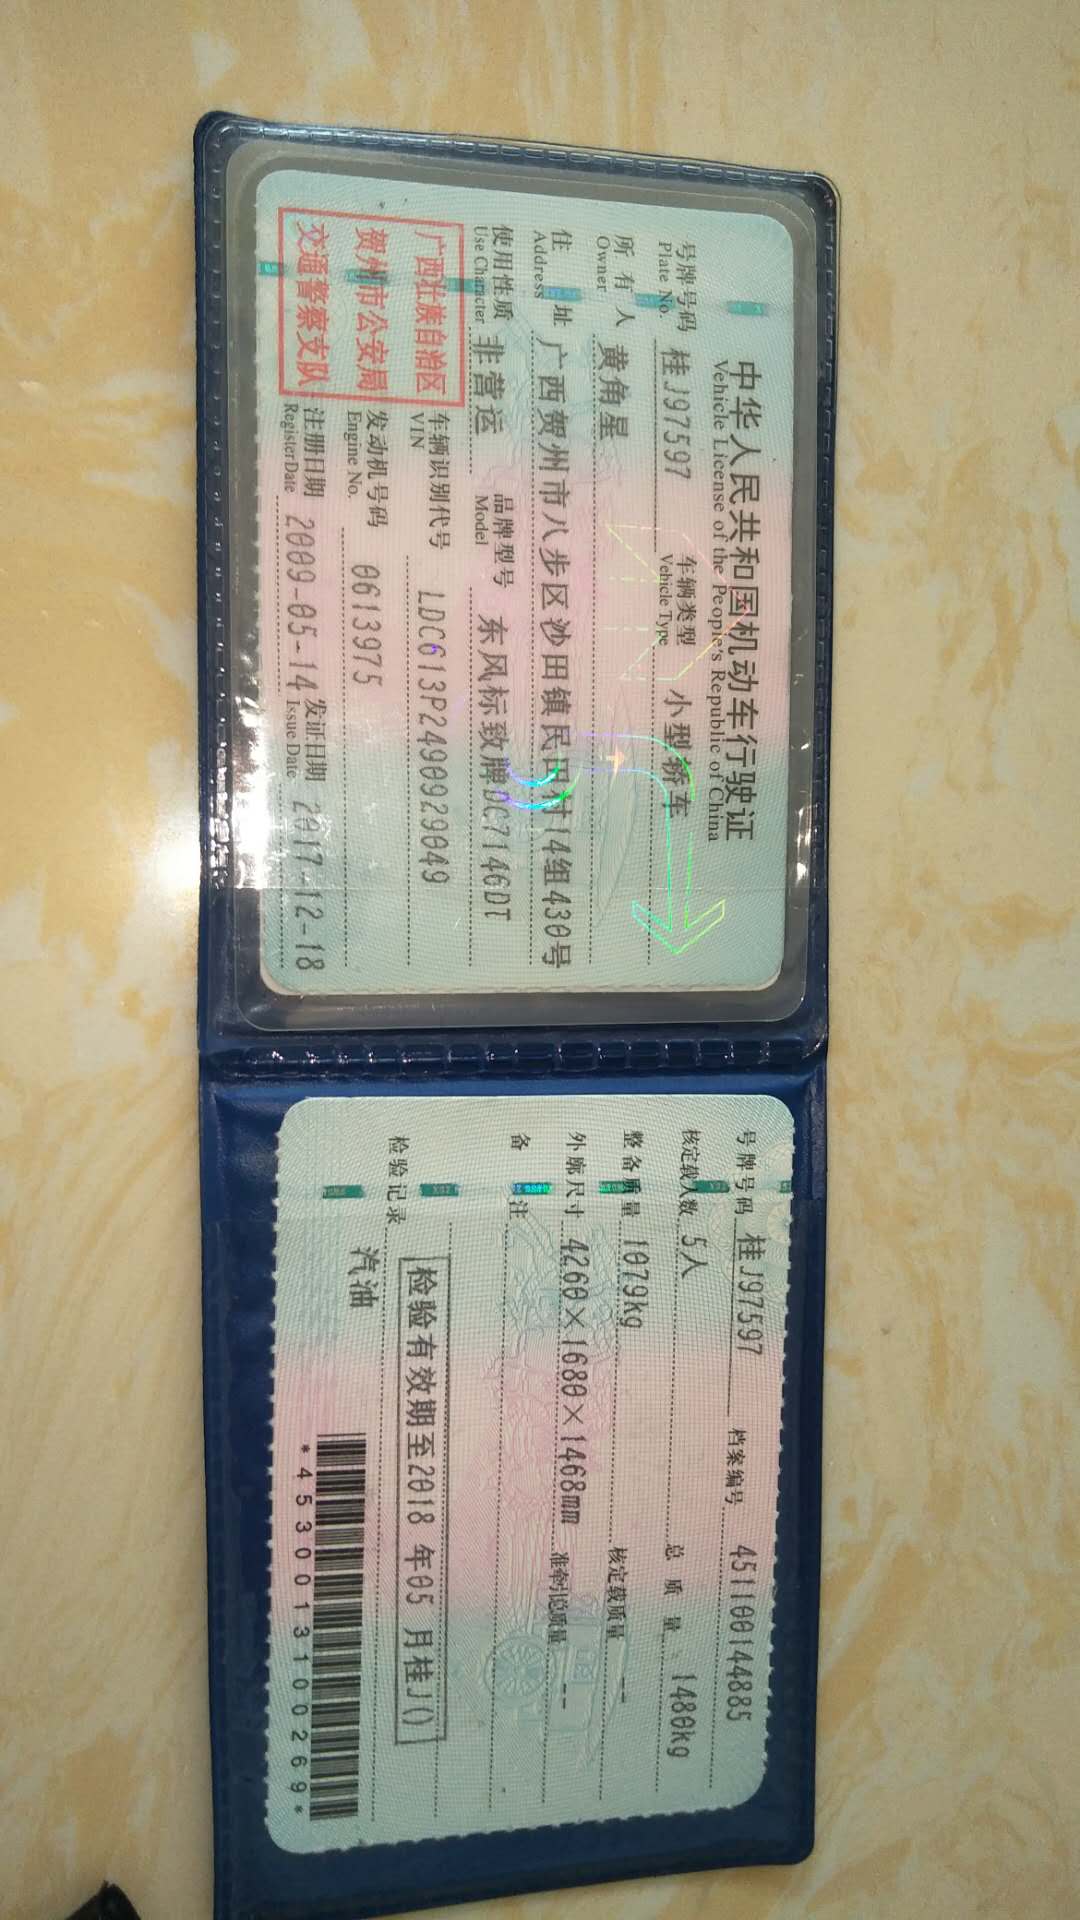 中华人民共和国机动车行驶证
Vehicle License of the People's Republic of China
号牌号码 桂J97597 车辆类型 小型轿车
Plate No. Vehicle Type
所有人 黄角星
Owner
住址 广西贺州市八步区沙田镇民田村14组430号
Address
使用性质 非营运 品牌型号 东风标致牌DC7146DT
Use Character Model
广西壮族自治区
贺州市公安局
交通警察支队
车辆识别代号 LDC613P2490929049
VIN
发动机号码 0613975
Engine No.
注册日期 2009-05-14 发证日期 2017-12-18
Register Date Issue Date
号牌号码 桂J97597 档案编号 451100144885
核定载人数 5人 总质量 1480kg
整备质量 1079kg 核定载质量 --
外廓尺寸 4260×1680×1468mm 准牵引总质量 --
备注
检验有效期至2018年05月桂J()
检验记录
汽油
*4530013100269*